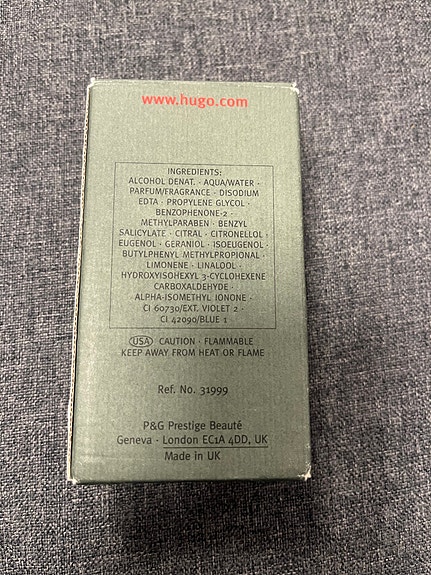 www.hugo.com
INGREDIENTS:
ALCOHOL DENAT. · AQUA/WATER ·
PARFUM/FRAGRANCE · DISODIUM
EDTA · PROPYLENE GLYCOL ·
BENZOPHENONE-2 ·
METHYLPARABEN · BENZYL
SALICYLATE · CITRAL · CITRONELLOL ·
EUGENOL · GERANIOL · ISOEUGENOL ·
BUTYLPHENYL METHYLPROPIONAL ·
LIMONENE · LINALOOL ·
HYDROXYISOHEXYL 3-CYCLOHEXENE
CARBOXALDEHYDE ·
ALPHA-ISOMETHYL IONONE ·
CI 60730/EXT. VIOLET 2 ·
CI 42090/BLUE 1
USA CAUTION · FLAMMABLE
KEEP AWAY FROM HEAT OR FLAME
Ref. No. 31999
P&G Prestige Beauté
Geneva · London EC1A 4DD, UK
Made in UK